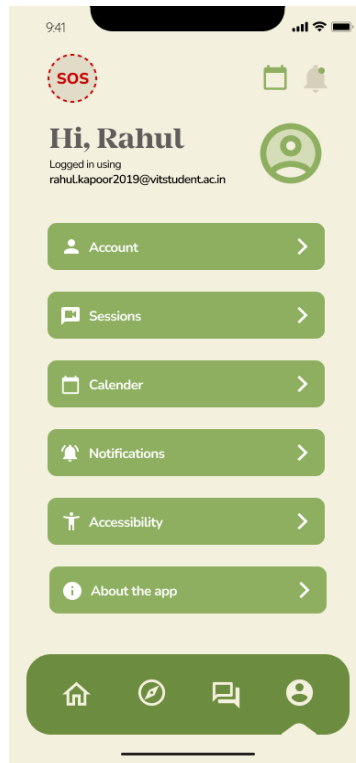 9:41
SOS
Hi, Rahul
Logged in using
rahul.kapoor2019@vitstudent.ac.in
Account
Sessions
Calender
Notifications
Accessibility
About the app